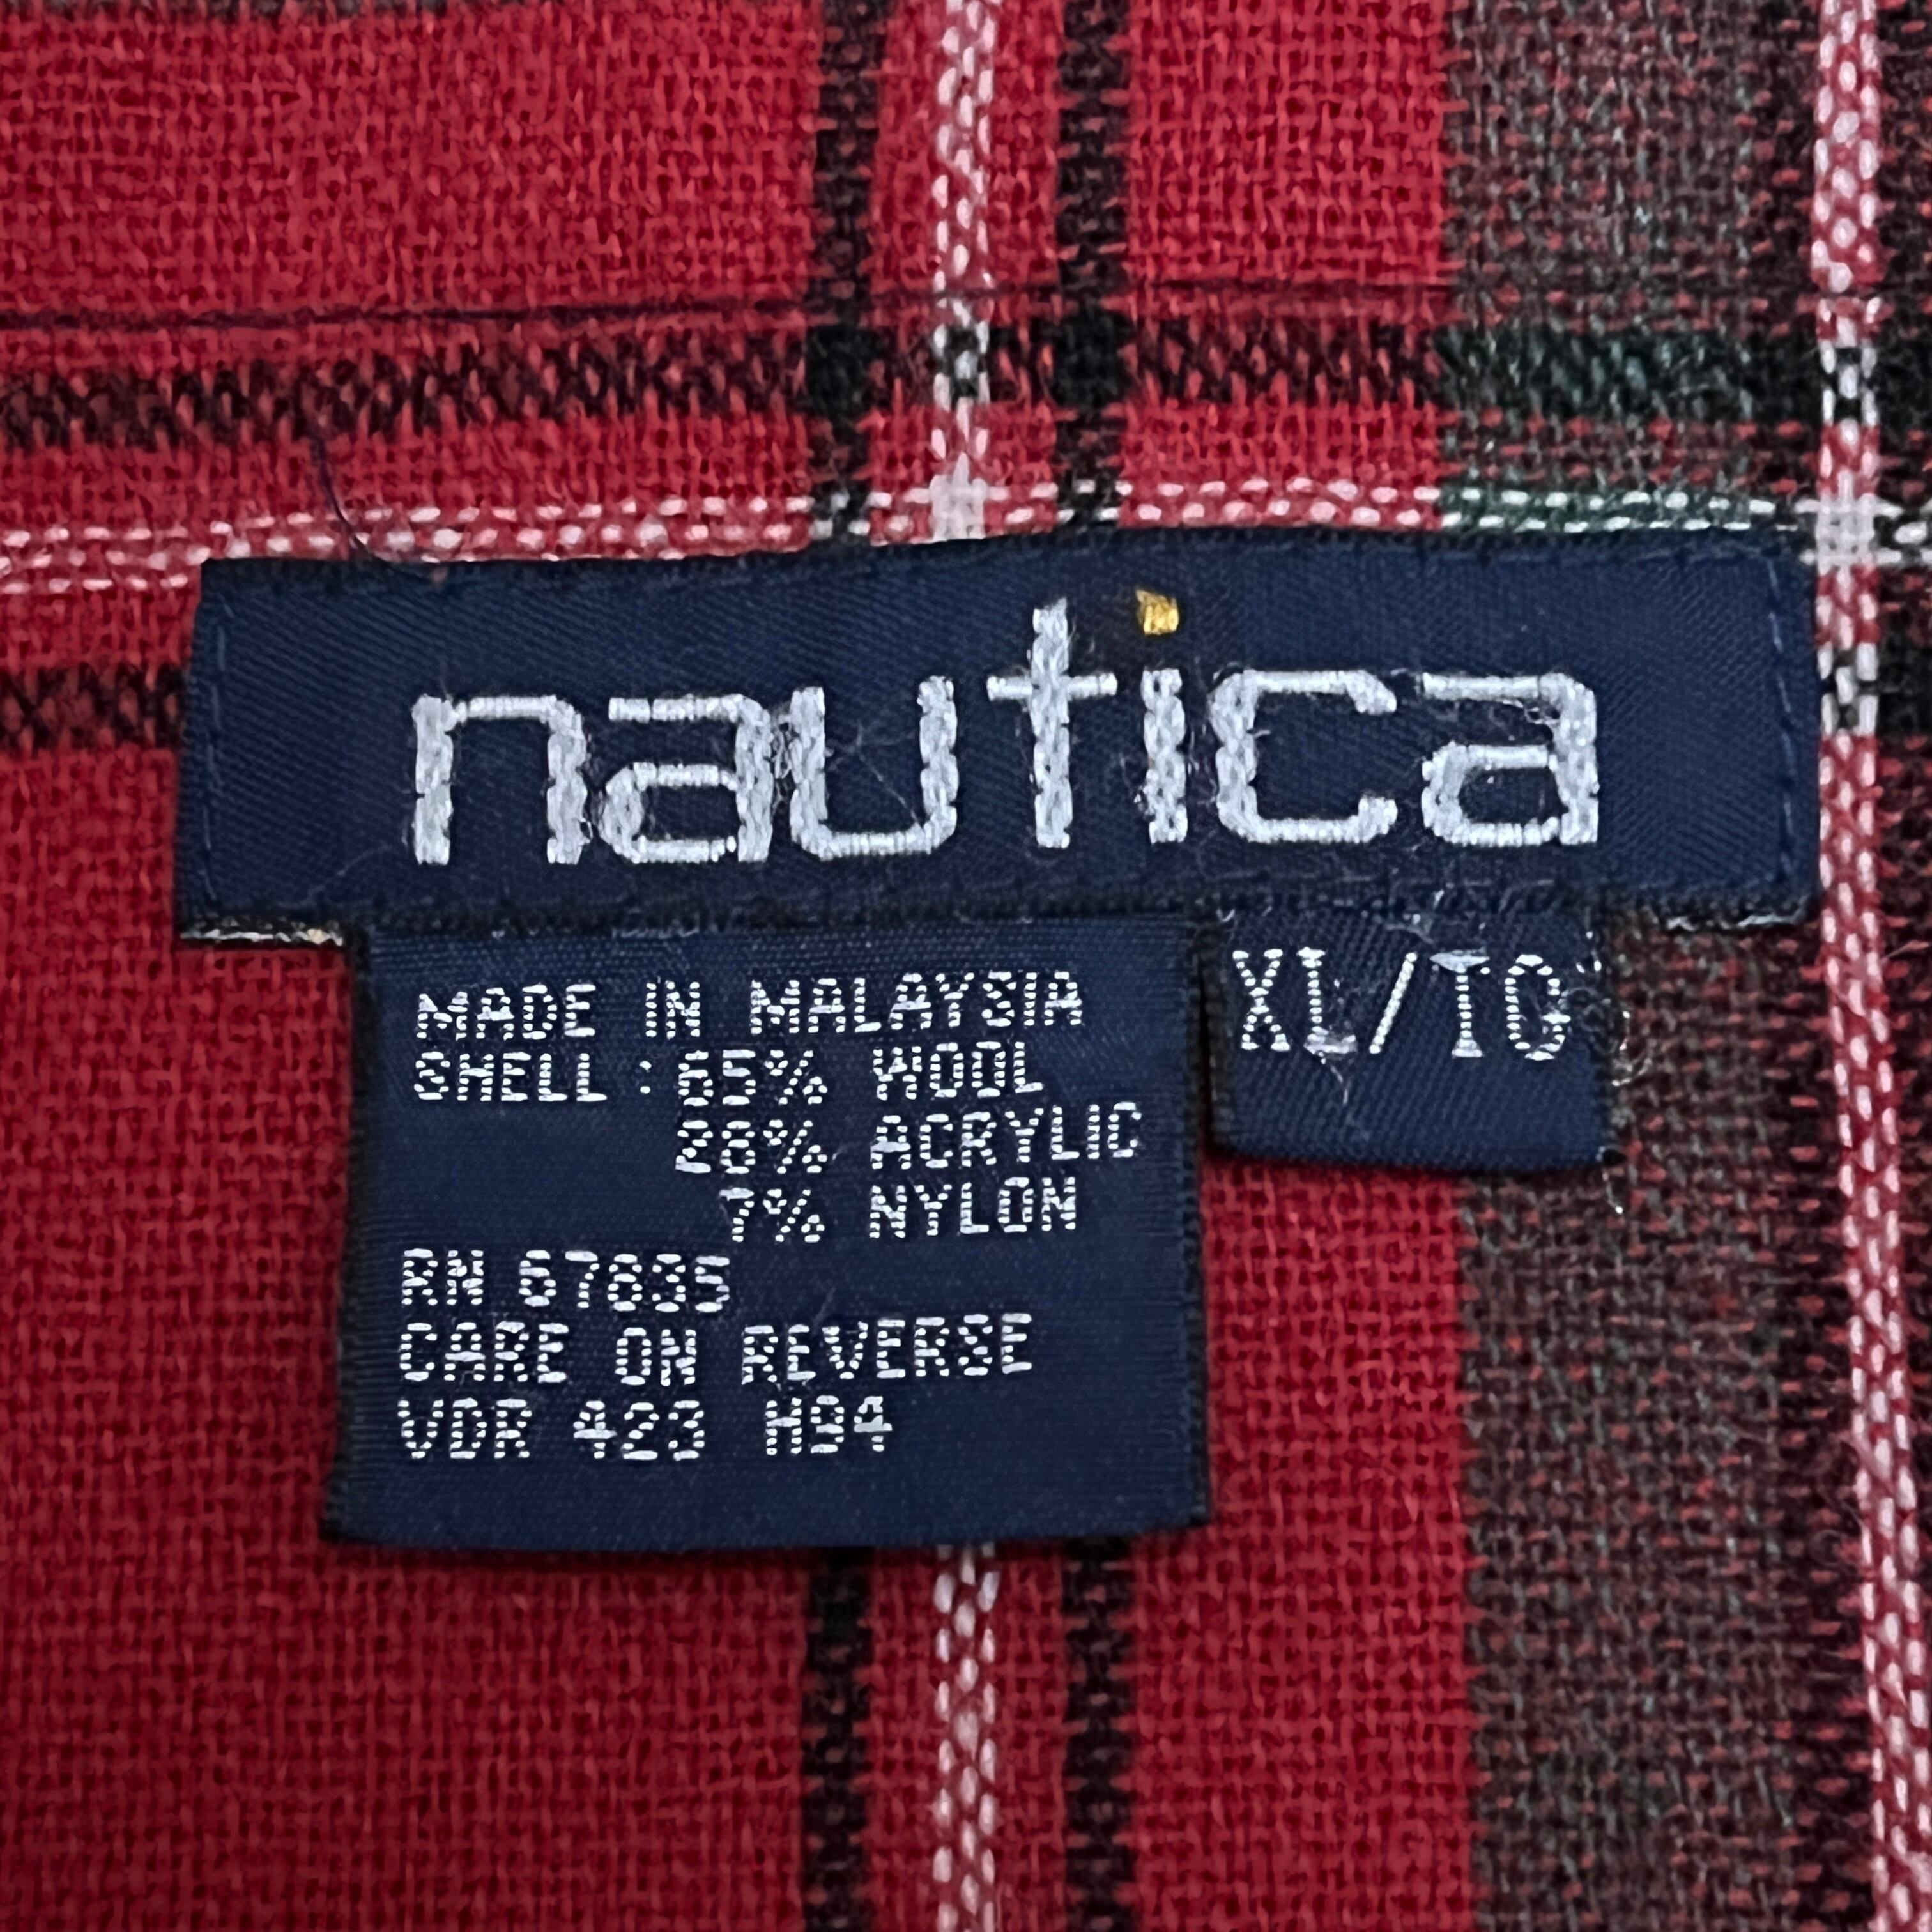 nautica
XL/TG
MADE IN MALAYSIA
SHELL : 65% WOOL
28% ACRYLIC
7% NYLON
RN 67835
CARE ON REVERSE
VDR 423 H94